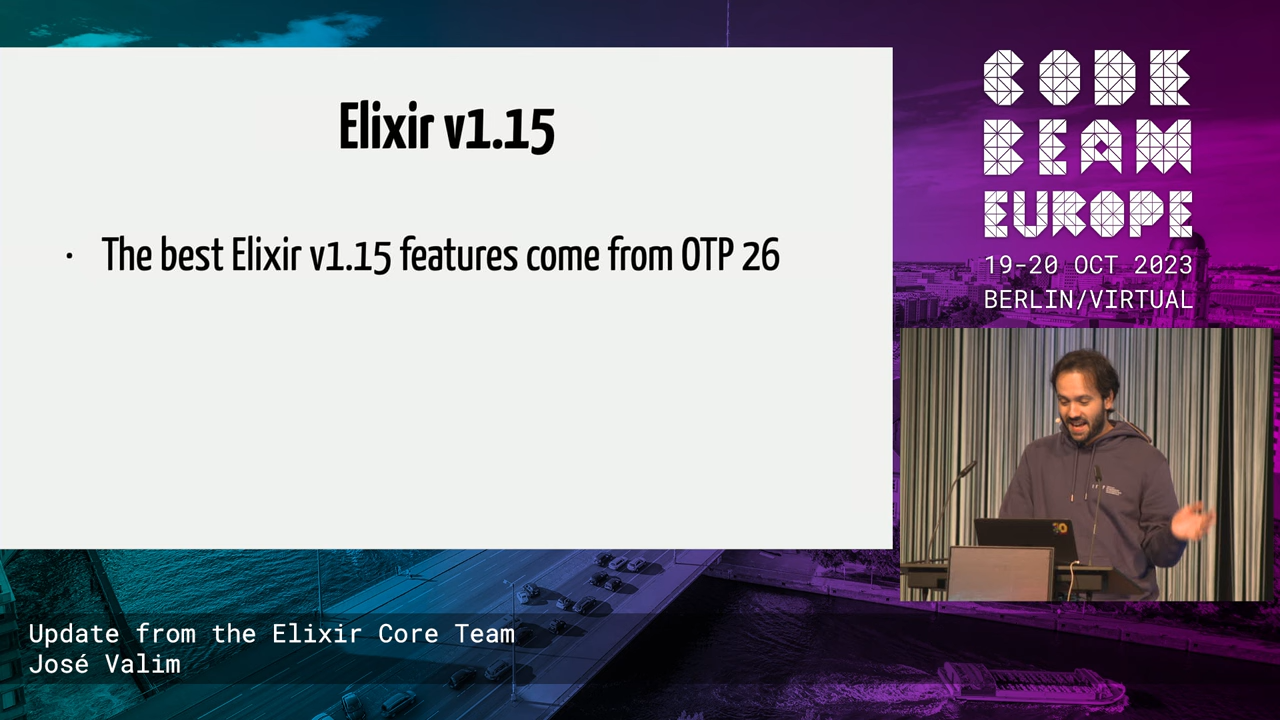 Elixir v1.15
· The best Elixir v1.15 features come from OTP 26
CODE
BEAM
EUROPE
19-20 OCT 2023
BERLIN/VIRTUAL
Update from the Elixir Core Team
José Valim